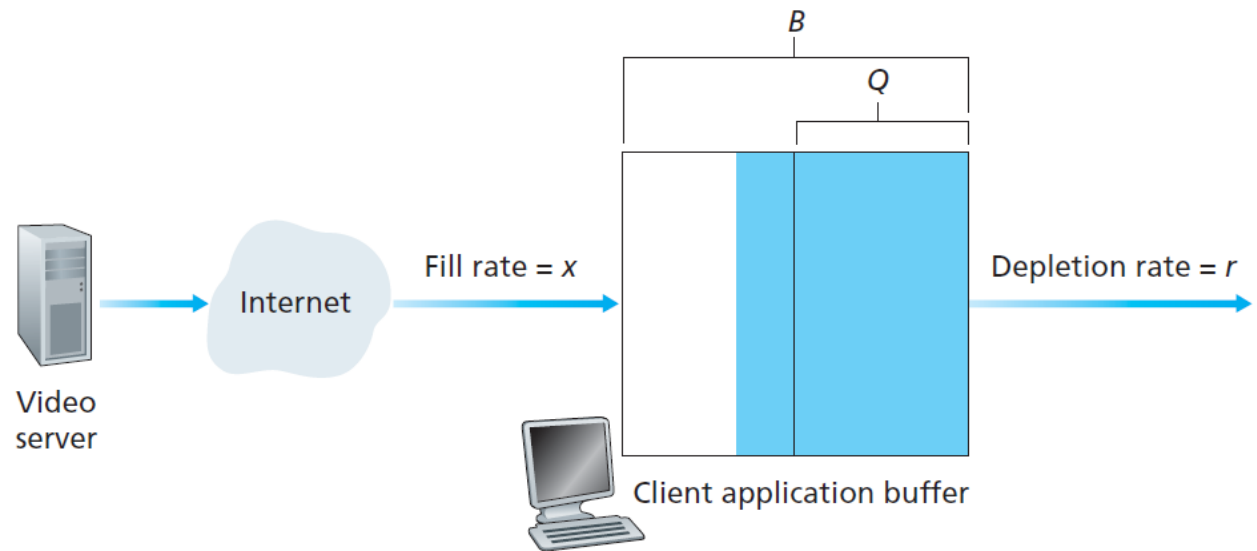 B
Q
Fill rate = x
Depletion rate = r
Internet
Video
server
Client application buffer